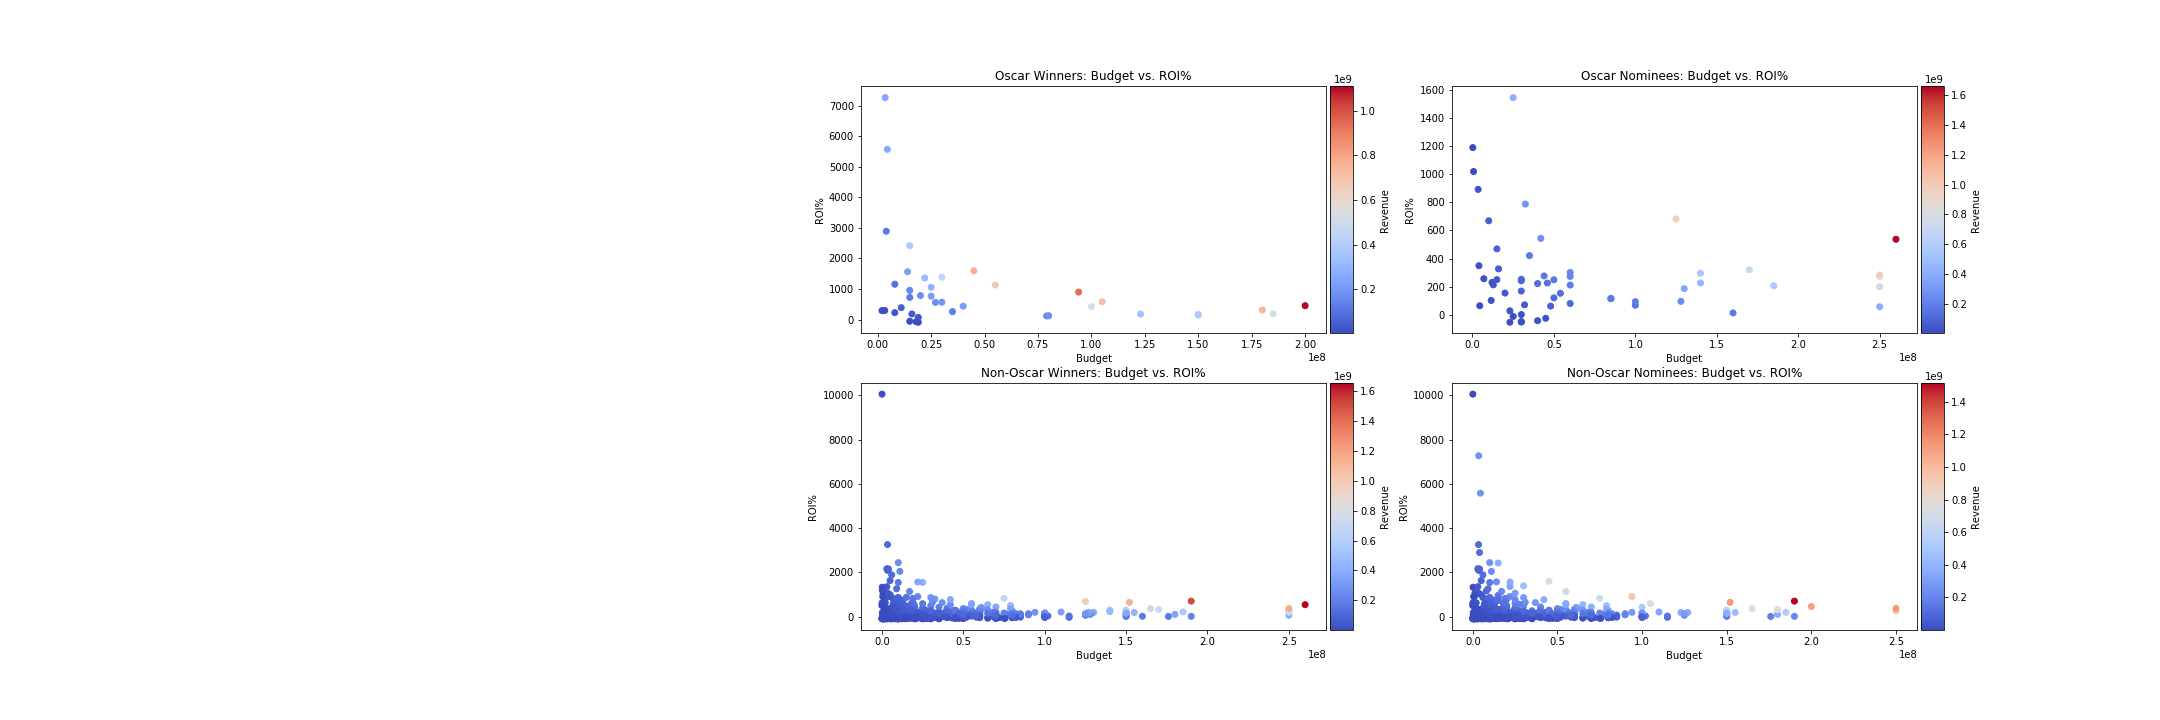 Oscar Winners: Budget vs. ROI%
1e9
7000
6000
5000
4000
3000
2000
1000
0
ROI%
0.00 0.25 0.50 0.75 1.00 1.25 1.50 1.75 2.00
Budget
1e8
1.0
0.8
0.6
0.4
0.2
Revenue
Oscar Nominees: Budget vs. ROI%
1e9
1600
1400
1200
1000
800
600
400
200
0
ROI%
0.0 0.5 1.0 1.5 2.0 2.5
Budget
1e8
1.6
1.4
1.2
1.0
0.8
0.6
0.4
0.2
Revenue
Non-Oscar Winners: Budget vs. ROI%
1e9
10000
8000
6000
4000
2000
0
ROI%
0.0 0.5 1.0 1.5 2.0 2.5
Budget
1e8
1.6
1.4
1.2
1.0
0.8
0.6
0.4
0.2
Revenue
Non-Oscar Nominees: Budget vs. ROI%
1e9
10000
8000
6000
4000
2000
0
ROI%
0.0 0.5 1.0 1.5 2.0 2.5
Budget
1e8
1.4
1.2
1.0
0.8
0.6
0.4
0.2
Revenue